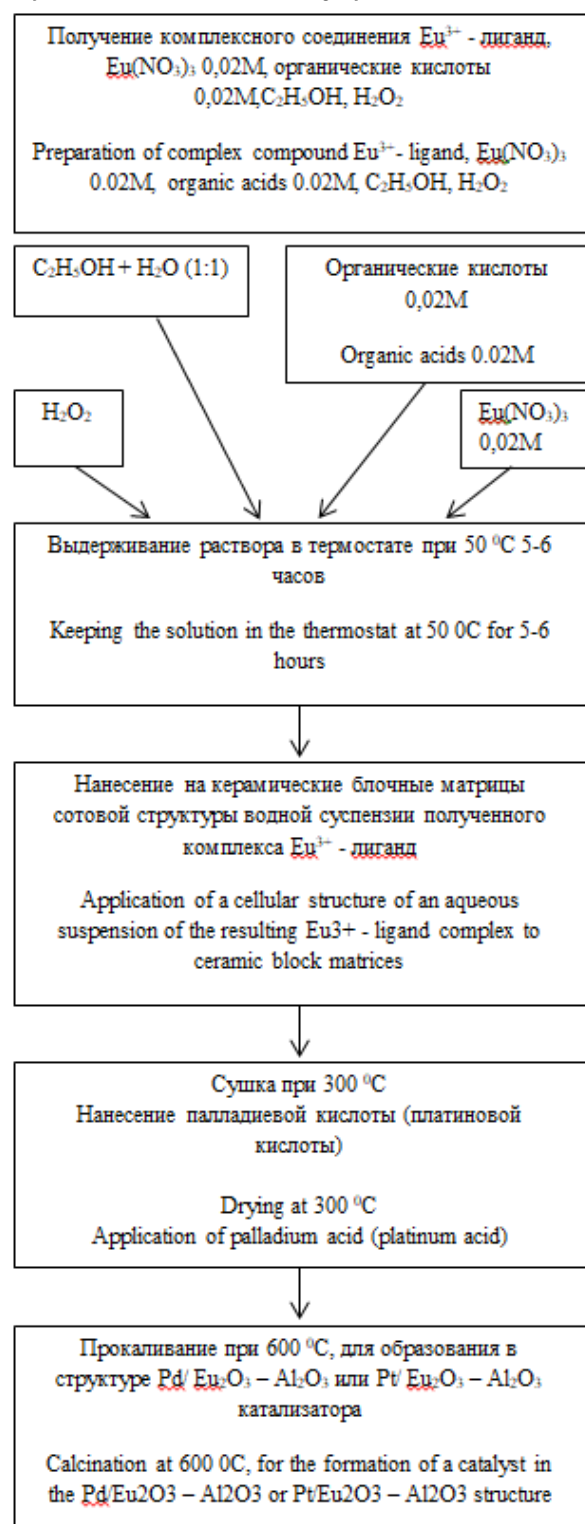 Получение комплексного соединения Eu³⁺ - лиганд,
Eu(NO₃)₃ 0,02М, органические кислоты
0,02М,C₂H₅OH, H₂O₂
Preparation of complex compound Eu³⁺- ligand, Eu(NO₃)₃
0.02M, organic acids 0.02M, C₂H₅OH, H₂O₂
C₂H₅OH + H₂O (1:1)
Органические кислоты
0,02М
Organic acids 0.02M
H₂O₂
Eu(NO₃)₃
0,02М
Выдерживание раствора в термостате при 50 ⁰С 5-6
часов
Keeping the solution in the thermostat at 50 0C for 5-6
hours
Нанесение на керамические блочные матрицы
сотовой структуры водной суспензии полученного
комплекса Eu³⁺ - лиганд
Application of a cellular structure of an aqueous
suspension of the resulting Eu3+ - ligand complex to
ceramic block matrices
Сушка при 300 ⁰С
Нанесение палладиевой кислоты (платиновой
кислоты)
Drying at 300 ⁰C
Application of palladium acid (platinum acid)
Прокаливание при 600 ⁰С, для образования в
структуре Pd/ Eu₂O₃ – Al₂O₃ или Pt/ Eu₂O₃ – Al₂O₃
катализатора
Calcination at 600 0C, for the formation of a catalyst in
the Pd/Eu2O3 – Al2O3 or Pt/Eu2O3 – Al2O3 structure